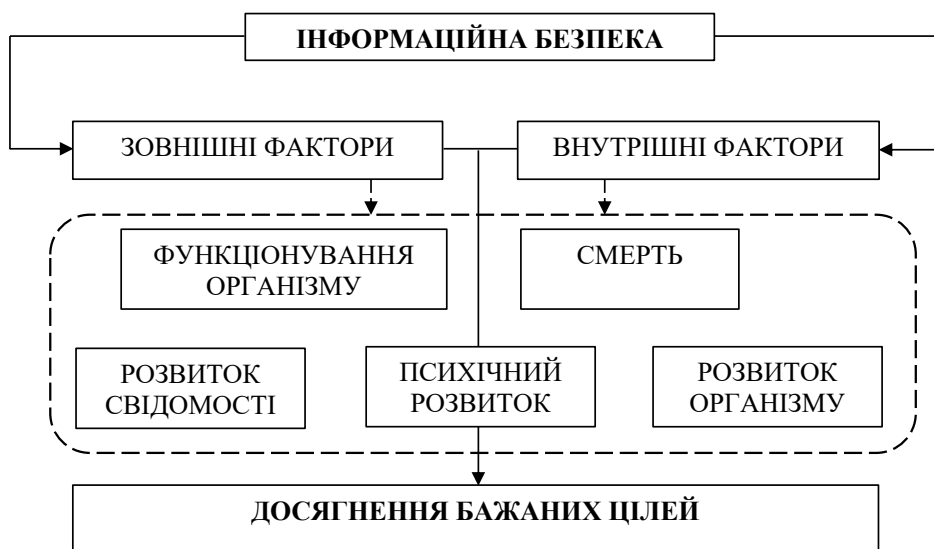 ІНФОРМАЦІЙНА БЕЗПЕКА
ЗОВНІШНІ ФАКТОРИ
ВНУТРІШНІ ФАКТОРИ
ФУНКЦІОНУВАННЯ
ОРГАНІЗМУ
СМЕРТЬ
РОЗВИТОК
СВІДОМОСТІ
ПСИХІЧНИЙ
РОЗВИТОК
РОЗВИТОК
ОРГАНІЗМУ
ДОСЯГНЕННЯ БАЖАНИХ ЦІЛЕЙ